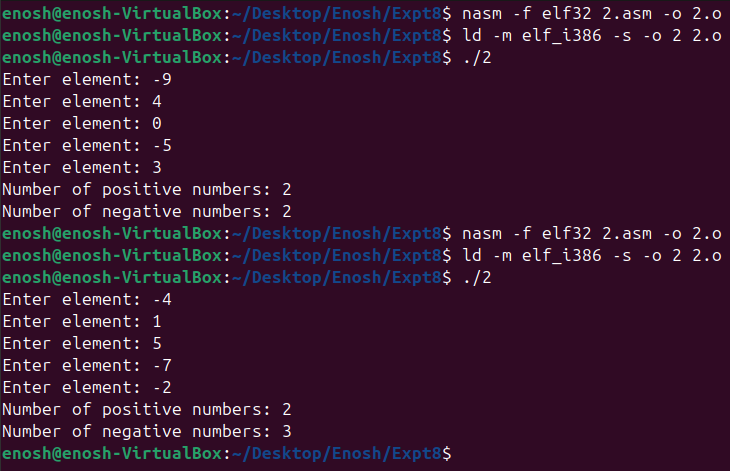 enosh@enosh-VirtualBox:~/Desktop/Enosh/Expt8$ nasm -f elf32 2.asm -o 2.o
enosh@enosh-VirtualBox:~/Desktop/Enosh/Expt8$ ld -m elf_i386 -s -o 2 2.o
enosh@enosh-VirtualBox:~/Desktop/Enosh/Expt8$ ./2
Enter element: -9
Enter element: 4
Enter element: 0
Enter element: -5
Enter element: 3
Number of positive numbers: 2
Number of negative numbers: 2
enosh@enosh-VirtualBox:~/Desktop/Enosh/Expt8$ nasm -f elf32 2.asm -o 2.o
enosh@enosh-VirtualBox:~/Desktop/Enosh/Expt8$ ld -m elf_i386 -s -o 2 2.o
enosh@enosh-VirtualBox:~/Desktop/Enosh/Expt8$ ./2
Enter element: -4
Enter element: 1
Enter element: 5
Enter element: -7
Enter element: -2
Number of positive numbers: 2
Number of negative numbers: 3
enosh@enosh-VirtualBox:~/Desktop/Enosh/Expt8$